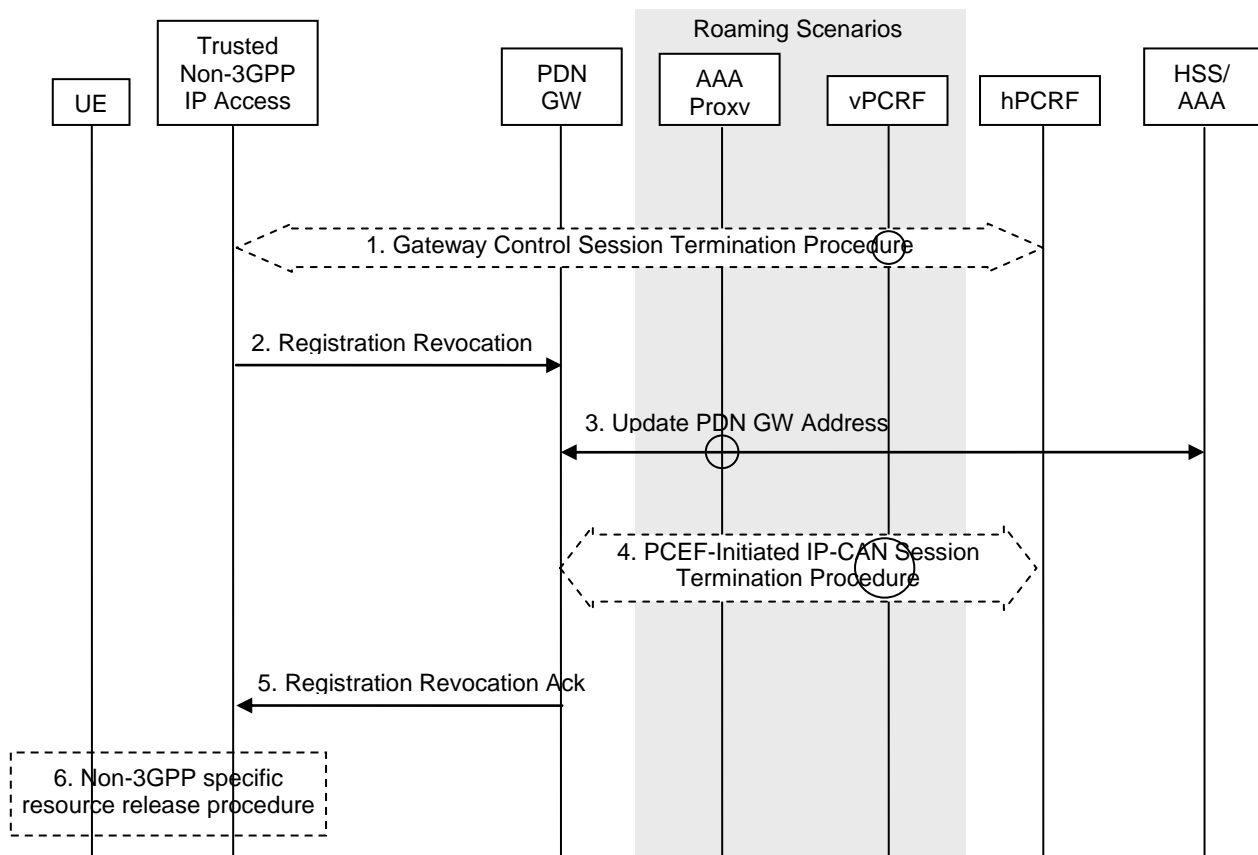 Roaming Scenarios
UE
Trusted
Non-3GPP
IP Access
PDN
GW
AAA
Proxy
vPCRF
hPCRF
HSS/
AAA
1. Gateway Control Session Termination Procedure
2. Registration Revocation
3. Update PDN GW Address
4. PCEF-Initiated IP-CAN Session
Termination Procedure
5. Registration Revocation Ack
6. Non-3GPP specific
resource release procedure